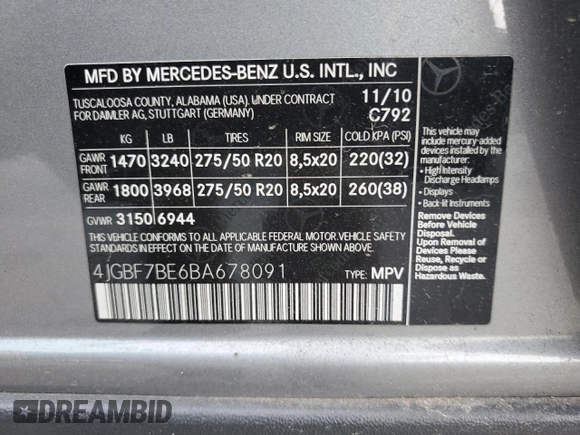 MFD BY MERCEDES-BENZ U.S. INTL., INC
TUSCALOOSA COUNTY, ALABAMA (USA). UNDER CONTRACT 11/10
FOR DAIMLER AG, STUTTGART (GERMANY) C792
KG LB TIRES RIM SIZE COLD KPA (PSI)
GAWR FRONT 1470 3240 275/50 R20 8,5x20 220(32)
GAWR REAR 1800 3968 275/50 R20 8,5x20 260(38)
GVWR 3150 6944
THIS VEHICLE CONFORMS TO ALL APPLICABLE FEDERAL MOTOR VEHICLE SAFETY
STANDARDS IN EFFECT ON THE DATE OF MANUFACTURE SHOWN ABOVE.
4JGBF7BE6BA678091 TYPE: MPV
This vehicle may
include mercury-added
devices installed by
the manufacturer:
• High Intensity
Discharge Headlamps
• Displays
• Back-lit Instruments
Remove Devices
Before Vehicle
Disposal.
Upon Removal of
Devices Please
Reuse, Recycle or
Dispose as
Hazardous Waste.
DREAMBID